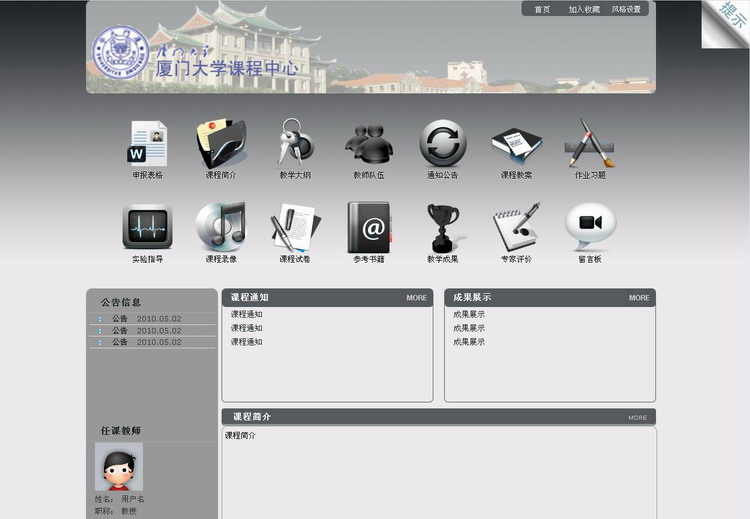 首页 加入收藏 风格设置
提示
厦门大学
厦门大学课程中心
W
申报表格 课程简介 教学大纲 教师队伍 通知公告 课程教案 作业习题
@
实验指导 课程录像 课程试卷 参考书籍 教学成果 专家评价 留言板
公告信息
公告 2010.05.02
公告 2010.05.02
公告 2010.05.02
课程通知 MORE
课程通知
课程通知
课程通知
成果展示 MORE
成果展示
成果展示
成果展示
任课教师
姓名: 用户名
职称: 教授
课程简介 MORE
课程简介